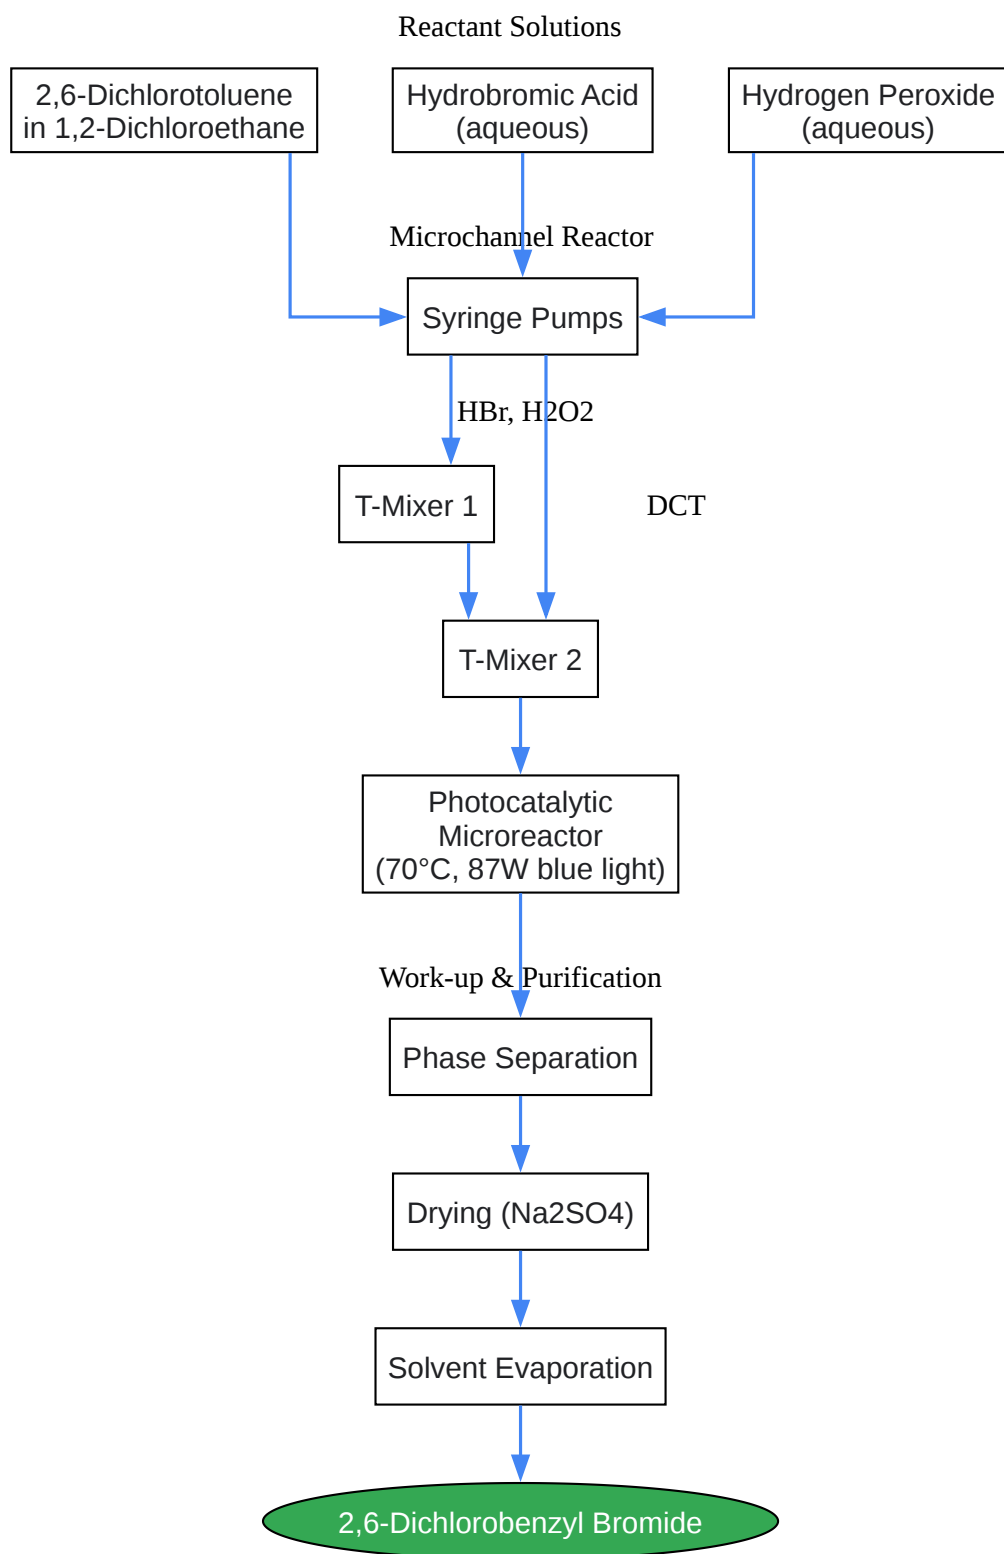 Reactant Solutions
2,6-Dichlorotoluene
in 1,2-Dichloroethane
Hydrobromic Acid
(aqueous)
Hydrogen Peroxide
(aqueous)
Microchannel Reactor
Syringe Pumps
HBr, H2O2
T-Mixer 1
DCT
T-Mixer 2
Photocatalytic
Microreactor
(70°C, 87W blue light)
Work-up & Purification
Phase Separation
Drying (Na2SO4)
Solvent Evaporation
2,6-Dichlorobenzyl Bromide